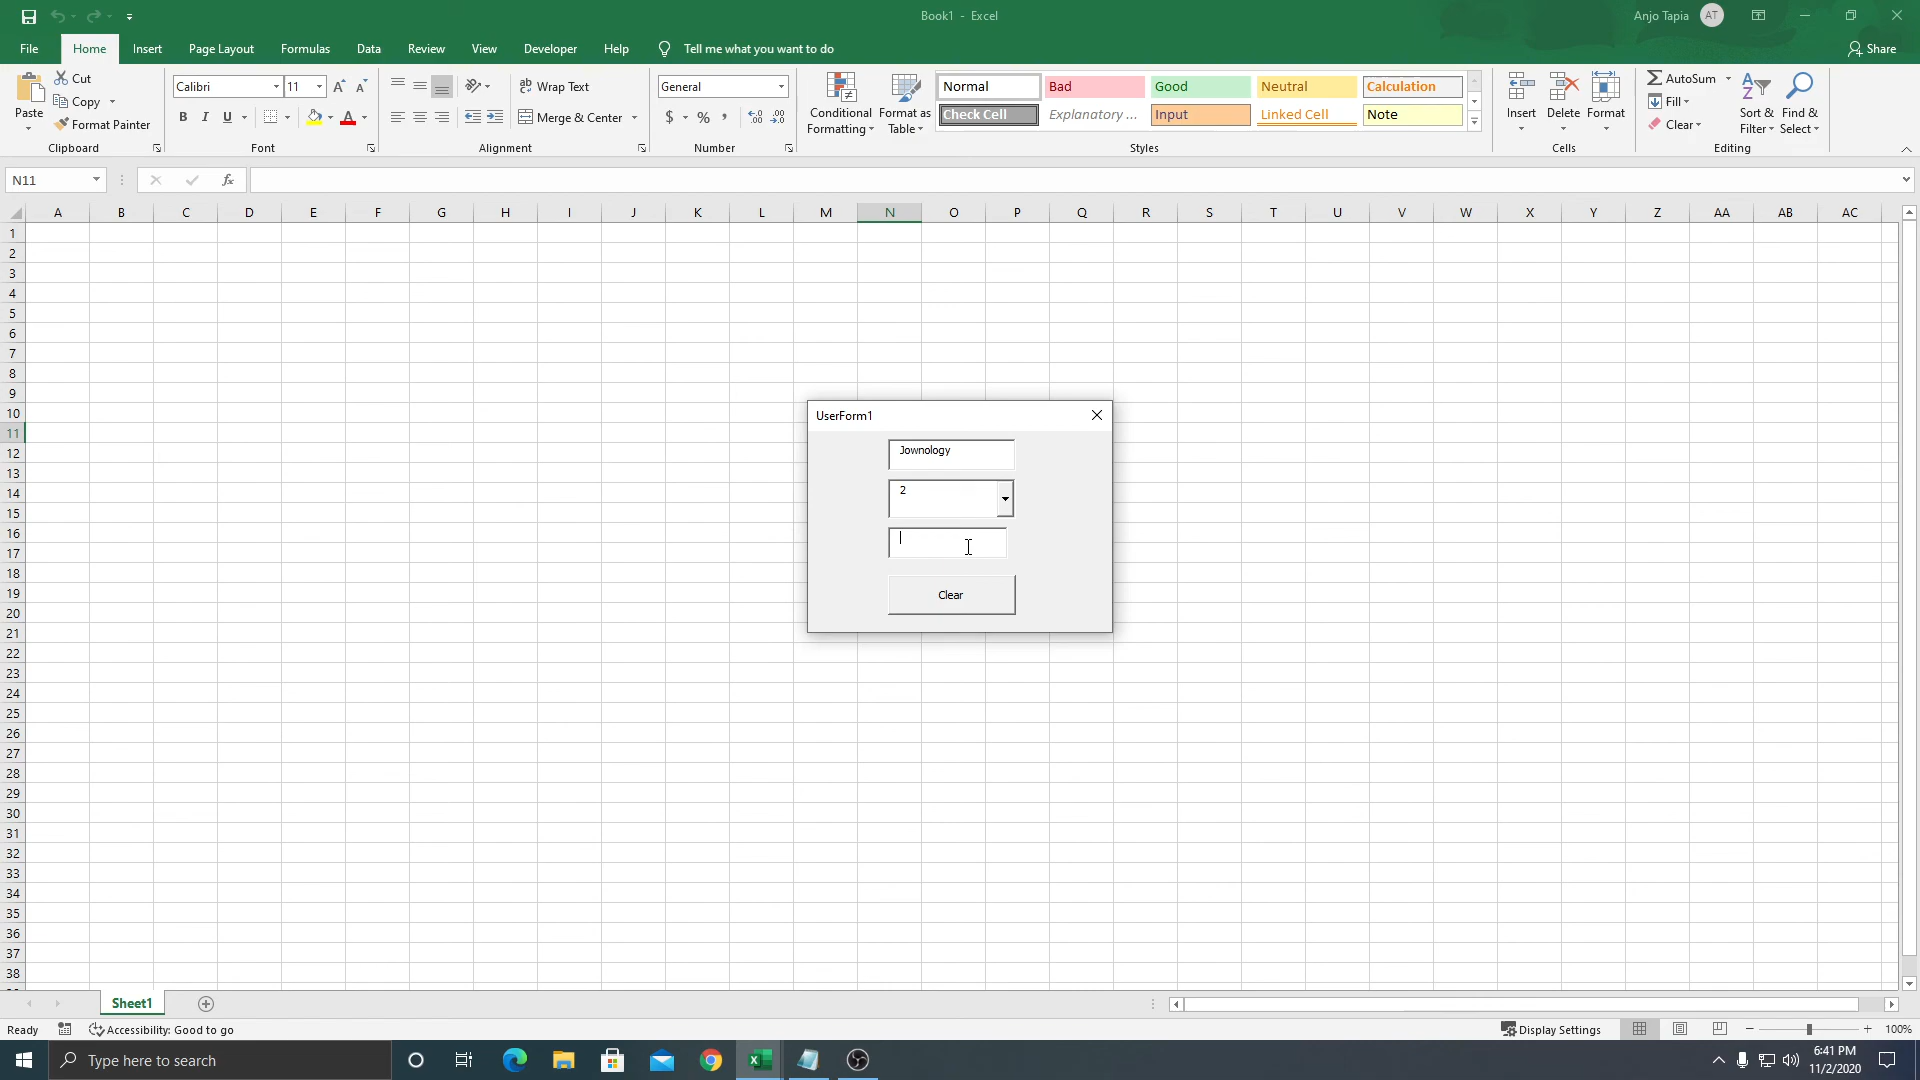 Book1 - Excel
Anjo Tapia AT
File Home Insert Page Layout Formulas Data Review View Developer Help Tell me what you want to do Share
Paste
Cut
Copy
Format Painter
Clipboard
Calibri 11
B I U
Font
Wrap Text
Merge & Center
Alignment
General
$ % ,
Number
Conditional Formatting
Format as Table
Normal Bad Good Neutral Calculation
Check Cell Explanatory ... Input Linked Cell Note
Styles
Insert Delete Format
Cells
AutoSum
Fill
Clear
Sort & Filter
Find & Select
Editing
N11 fx
A B C D E F G H I J K L M N O P Q R S T U V W X Y Z AA AB AC
1
2
3
4
5
6
7
8
9
10
11
12
13
14
15
16
17
18
19
20
21
22
23
24
25
26
27
28
29
30
31
32
33
34
35
36
37
38
UserForm1
Jownology
2
Clear
Sheet1
Ready Accessibility: Good to go Display Settings 100%
Type here to search
6:41 PM
11/2/2020